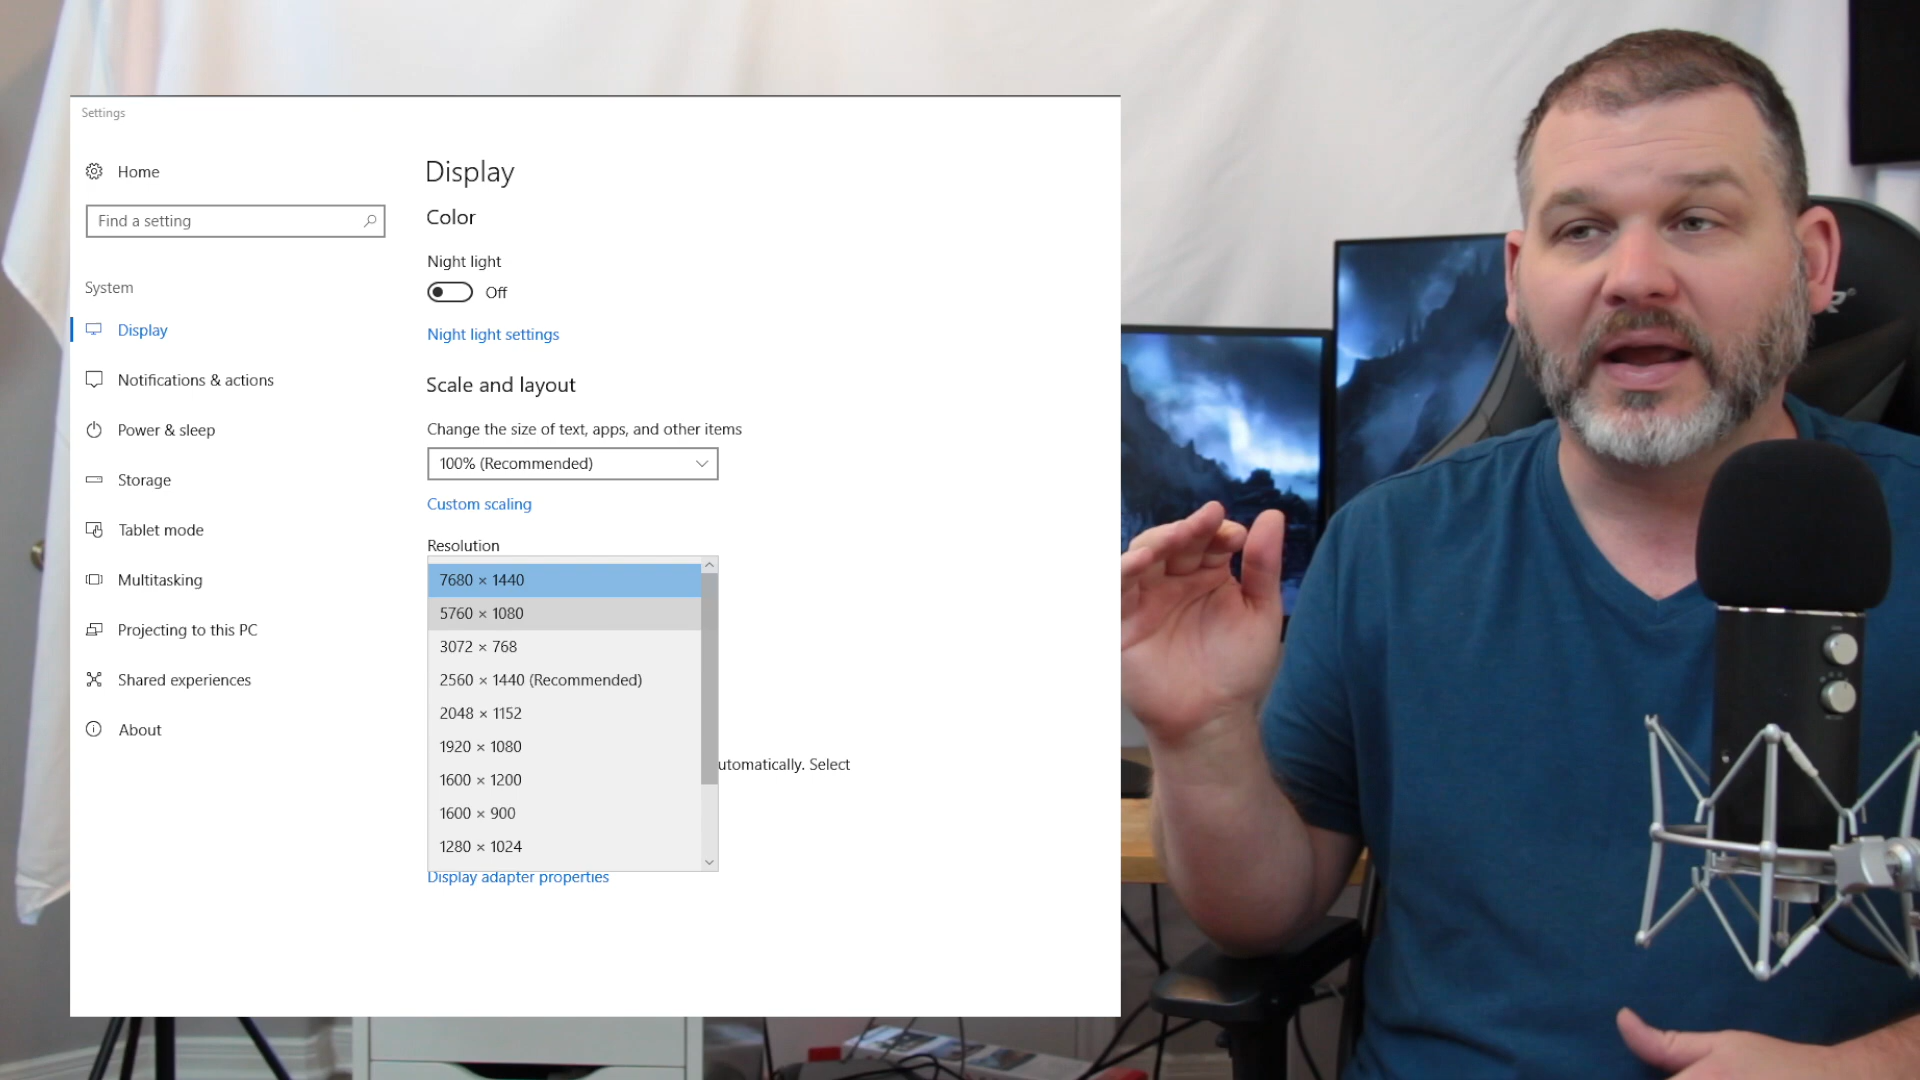 Settings
Home
Find a setting
System
Display
Notifications & actions
Power & sleep
Storage
Tablet mode
Multitasking
Projecting to this PC
Shared experiences
About
Display
Color
Night light
Off
Night light settings
Scale and layout
Change the size of text, apps, and other items
100% (Recommended)
Custom scaling
Resolution
7680 × 1440
5760 × 1080
3072 × 768
2560 × 1440 (Recommended)
2048 × 1152
1920 × 1080
1600 × 1200
1600 × 900
1280 × 1024
utomatically. Select
Display adapter properties